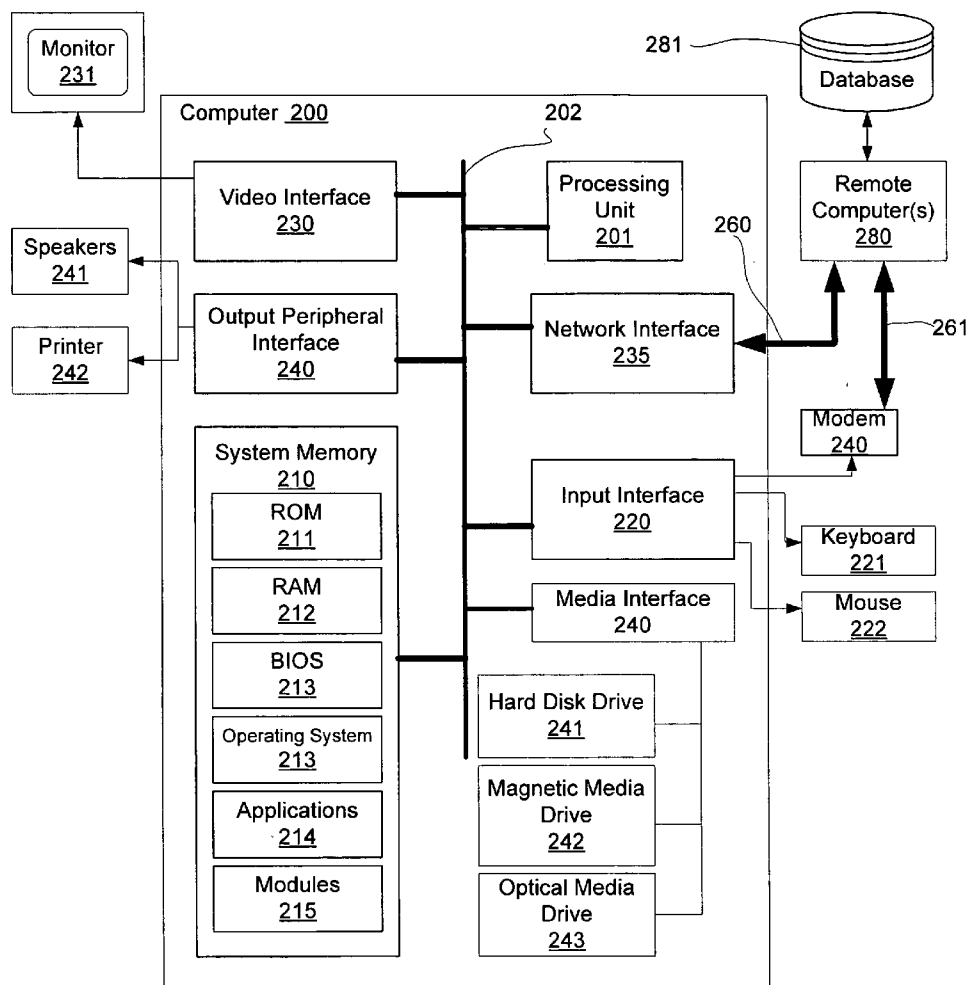 Monitor
231
281
Database
Computer 200
202
Video Interface
230
Processing
Unit
201
Remote
Computer(s)
280
Speakers
241
260
Output Peripheral
Interface
240
Network Interface
235
261
Printer
242
Modem
240
System Memory
210
Input Interface
220
ROM
211
Keyboard
221
RAM
212
Media Interface
240
Mouse
222
BIOS
213
Hard Disk Drive
241
Operating System
213
Magnetic Media
Drive
242
Applications
214
Modules
215
Optical Media
Drive
243